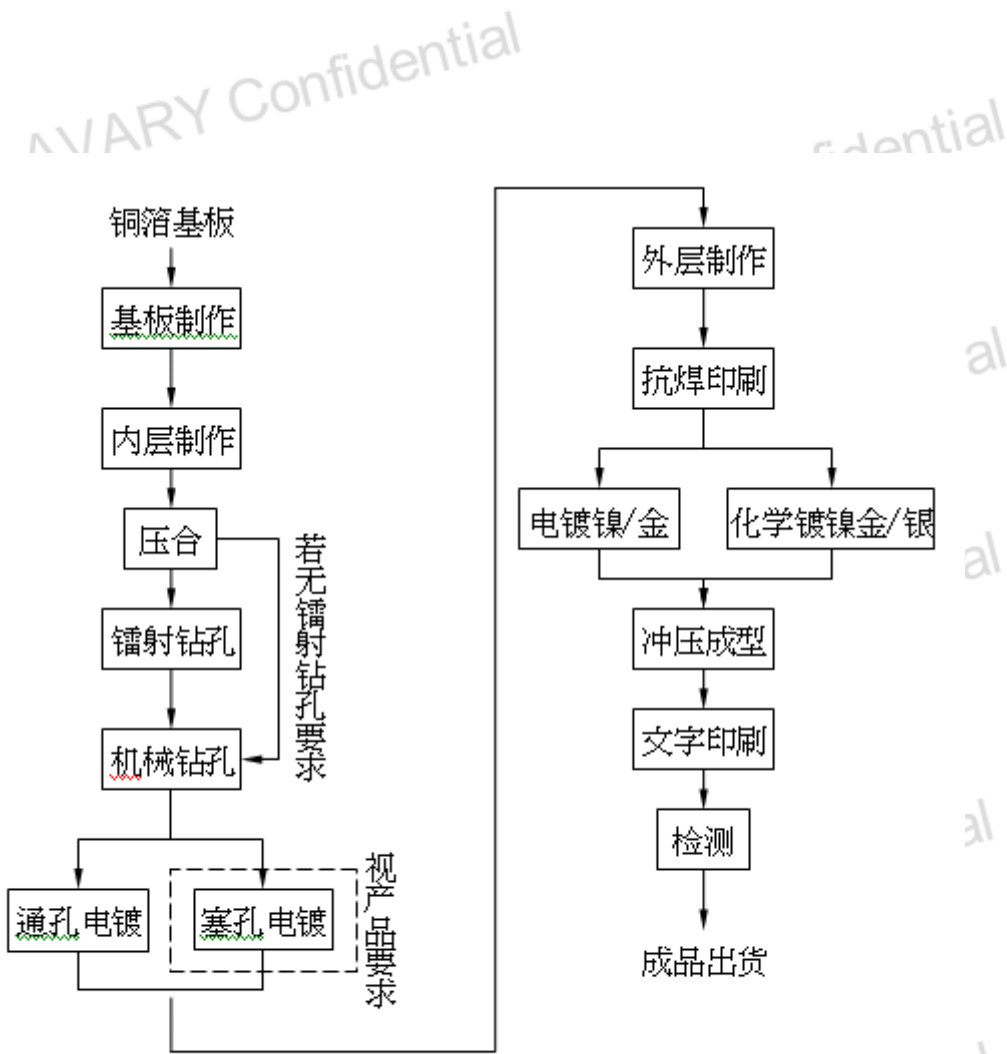 AVARY Confidential
fidential
铜箔基板
基板制作
内层制作
压合
镭射钻孔
若无镭射钻孔要求
机械钻孔
通孔电镀
塞孔电镀
视产品要求
外层制作
抗焊印刷
电镀镍/金
化学镀镍金/银
冲压成型
文字印刷
检测
成品出货
al
al
al